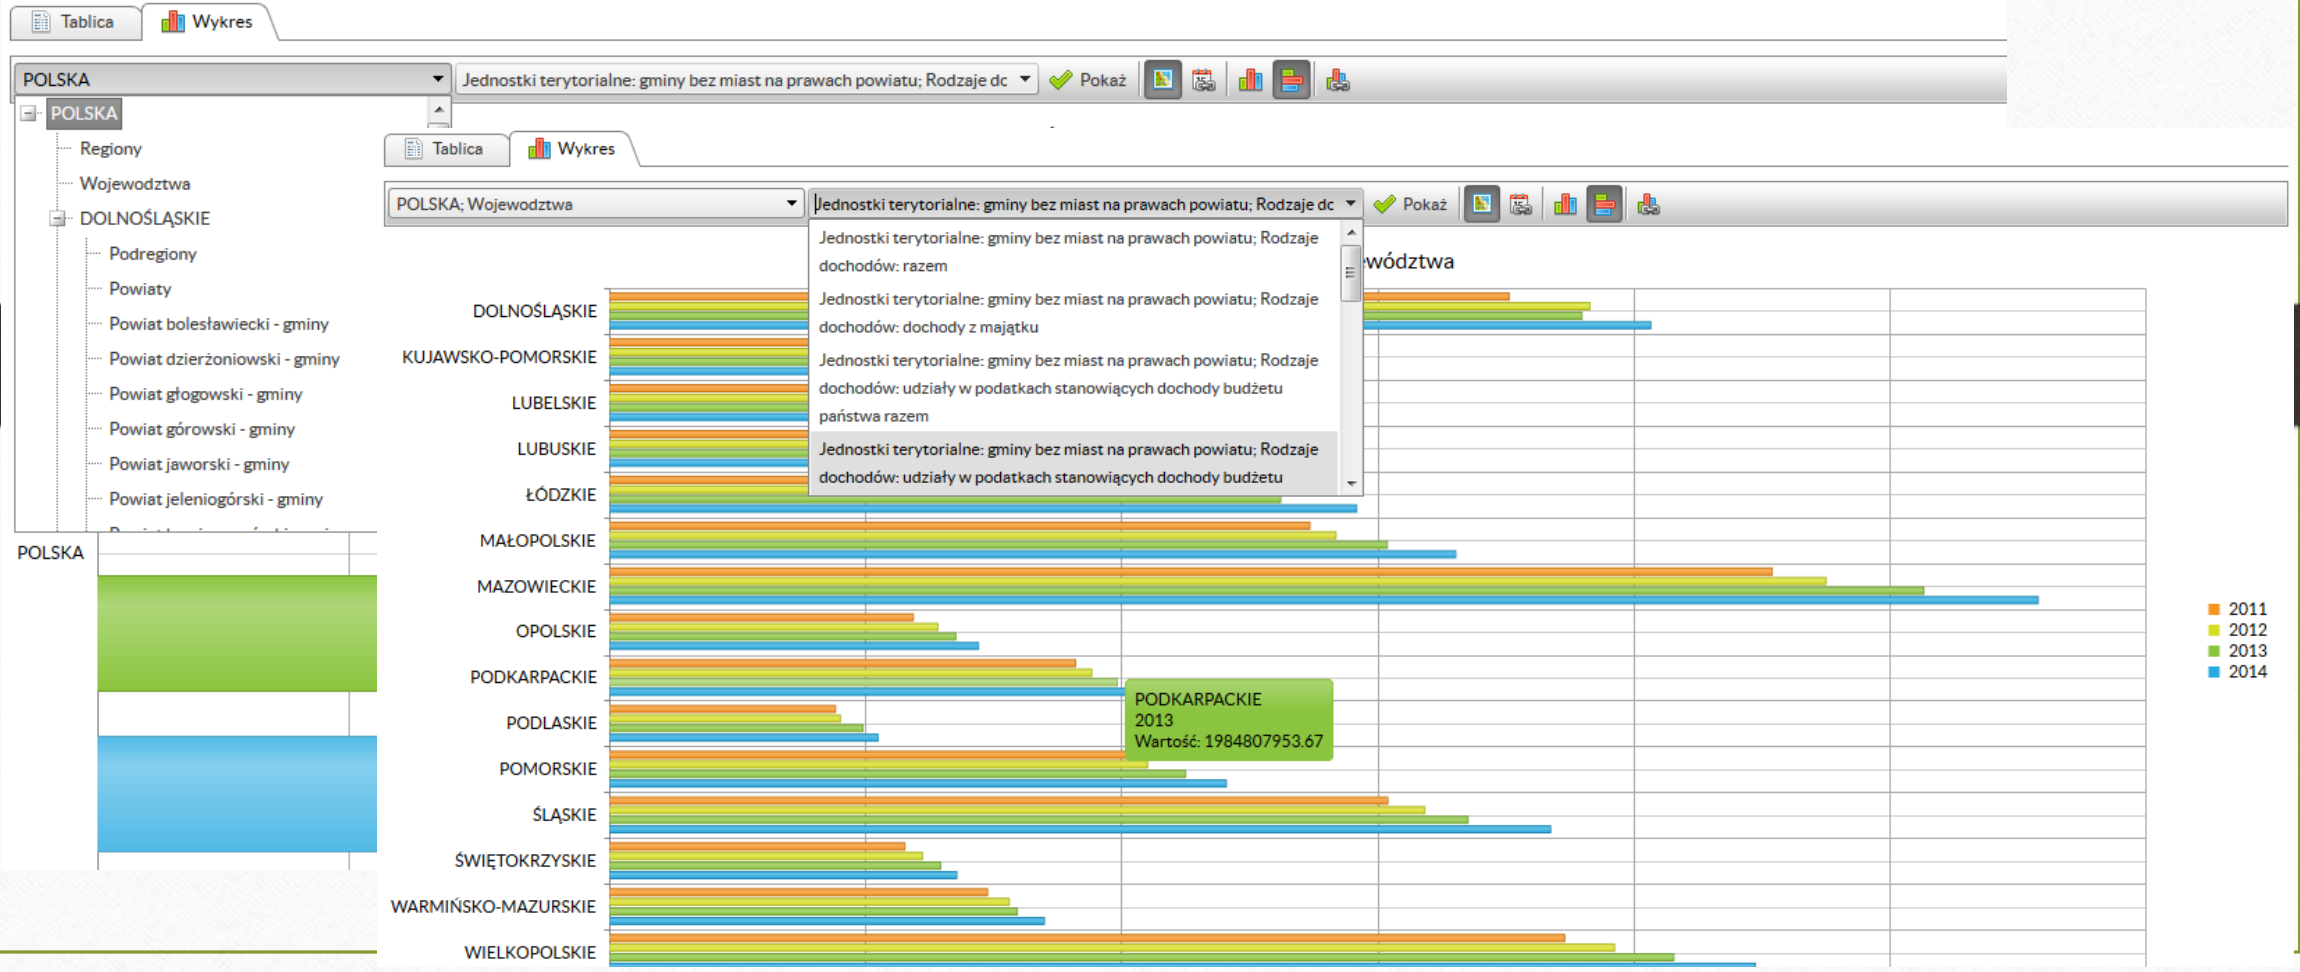 Tablica
Wykres
POLSKA
Jednostki terytorialne: gminy bez miast na prawach powiatu; Rodzaje dc
Pokaż
POLSKA
Regiony
Wojewodztwa
DOLNOŚLĄSKIE
Podregiony
Powiaty
Powiat bolesławiecki - gminy
Powiat dzierżoniowski - gminy
Powiat głogowski - gminy
Powiat górowski - gminy
Powiat jaworski - gminy
Powiat jeleniogórski - gminy
POLSKA
Tablica
Wykres
POLSKA; Wojewodztwa
Jednostki terytorialne: gminy bez miast na prawach powiatu; Rodzaje dc
Pokaż
Jednostki terytorialne: gminy bez miast na prawach powiatu; Rodzaje
dochodów: razem
Jednostki terytorialne: gminy bez miast na prawach powiatu; Rodzaje
dochodów: dochody z majątku
Jednostki terytorialne: gminy bez miast na prawach powiatu; Rodzaje
dochodów: udziały w podatkach stanowiących dochody budżetu
państwa razem
Jednostki terytorialne: gminy bez miast na prawach powiatu; Rodzaje
dochodów: udziały w podatkach stanowiących dochody budżetu
wództwa
DOLNOŚLĄSKIE
KUJAWSKO-POMORSKIE
LUBELSKIE
LUBUSKIE
ŁÓDZKIE
MAŁOPOLSKIE
MAZOWIECKIE
OPOLSKIE
PODKARPACKIE
PODLASKIE
POMORSKIE
ŚLĄSKIE
ŚWIĘTOKRZYSKIE
WARMIŃSKO-MAZURSKIE
WIELKOPOLSKIE
PODKARPACKIE
2013
Wartość: 1984807953.67
2011
2012
2013
2014